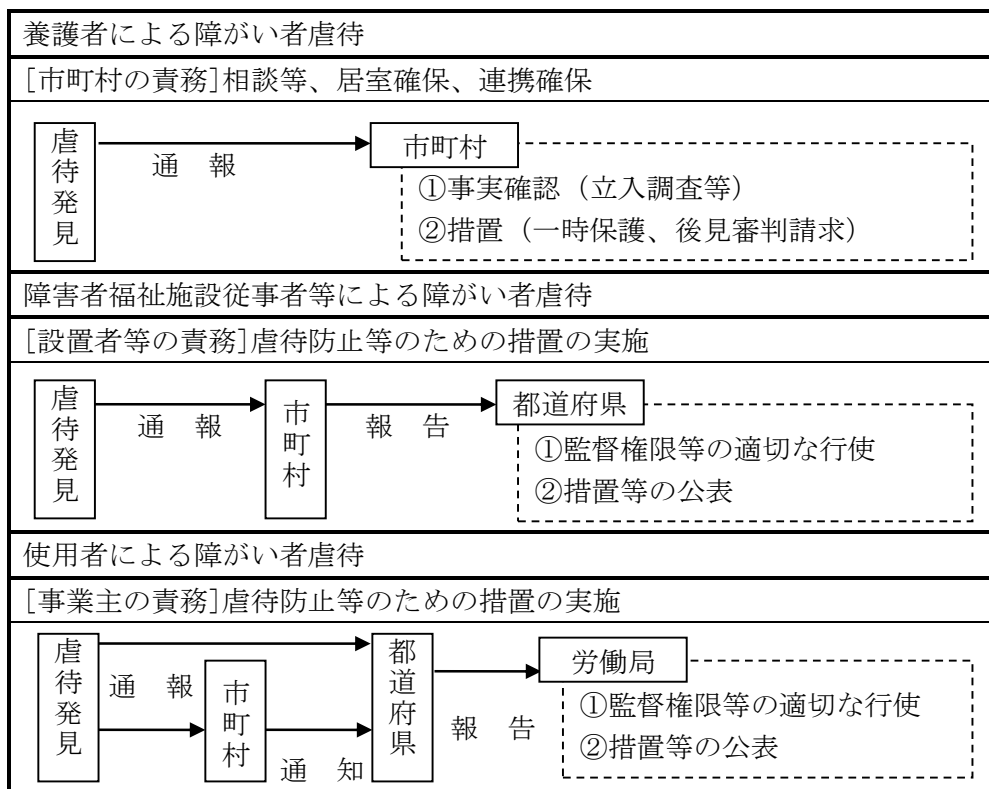 養護者による障がい者虐待
[市町村の責務]相談等、居室確保、連携確保
虐待発見
通 報
市町村
①事実確認（立入調査等）
②措置（一時保護、後見審判請求）
障害者福祉施設従事者等による障がい者虐待
[設置者等の責務]虐待防止等のための措置の実施
虐待発見
通 報
市町村
報 告
都道府県
①監督権限等の適切な行使
②措置等の公表
使用者による障がい者虐待
[事業主の責務]虐待防止等のための措置の実施
虐待発見
通 報
市町村
通 知
都道府県
報 告
労働局
①監督権限等の適切な行使
②措置等の公表